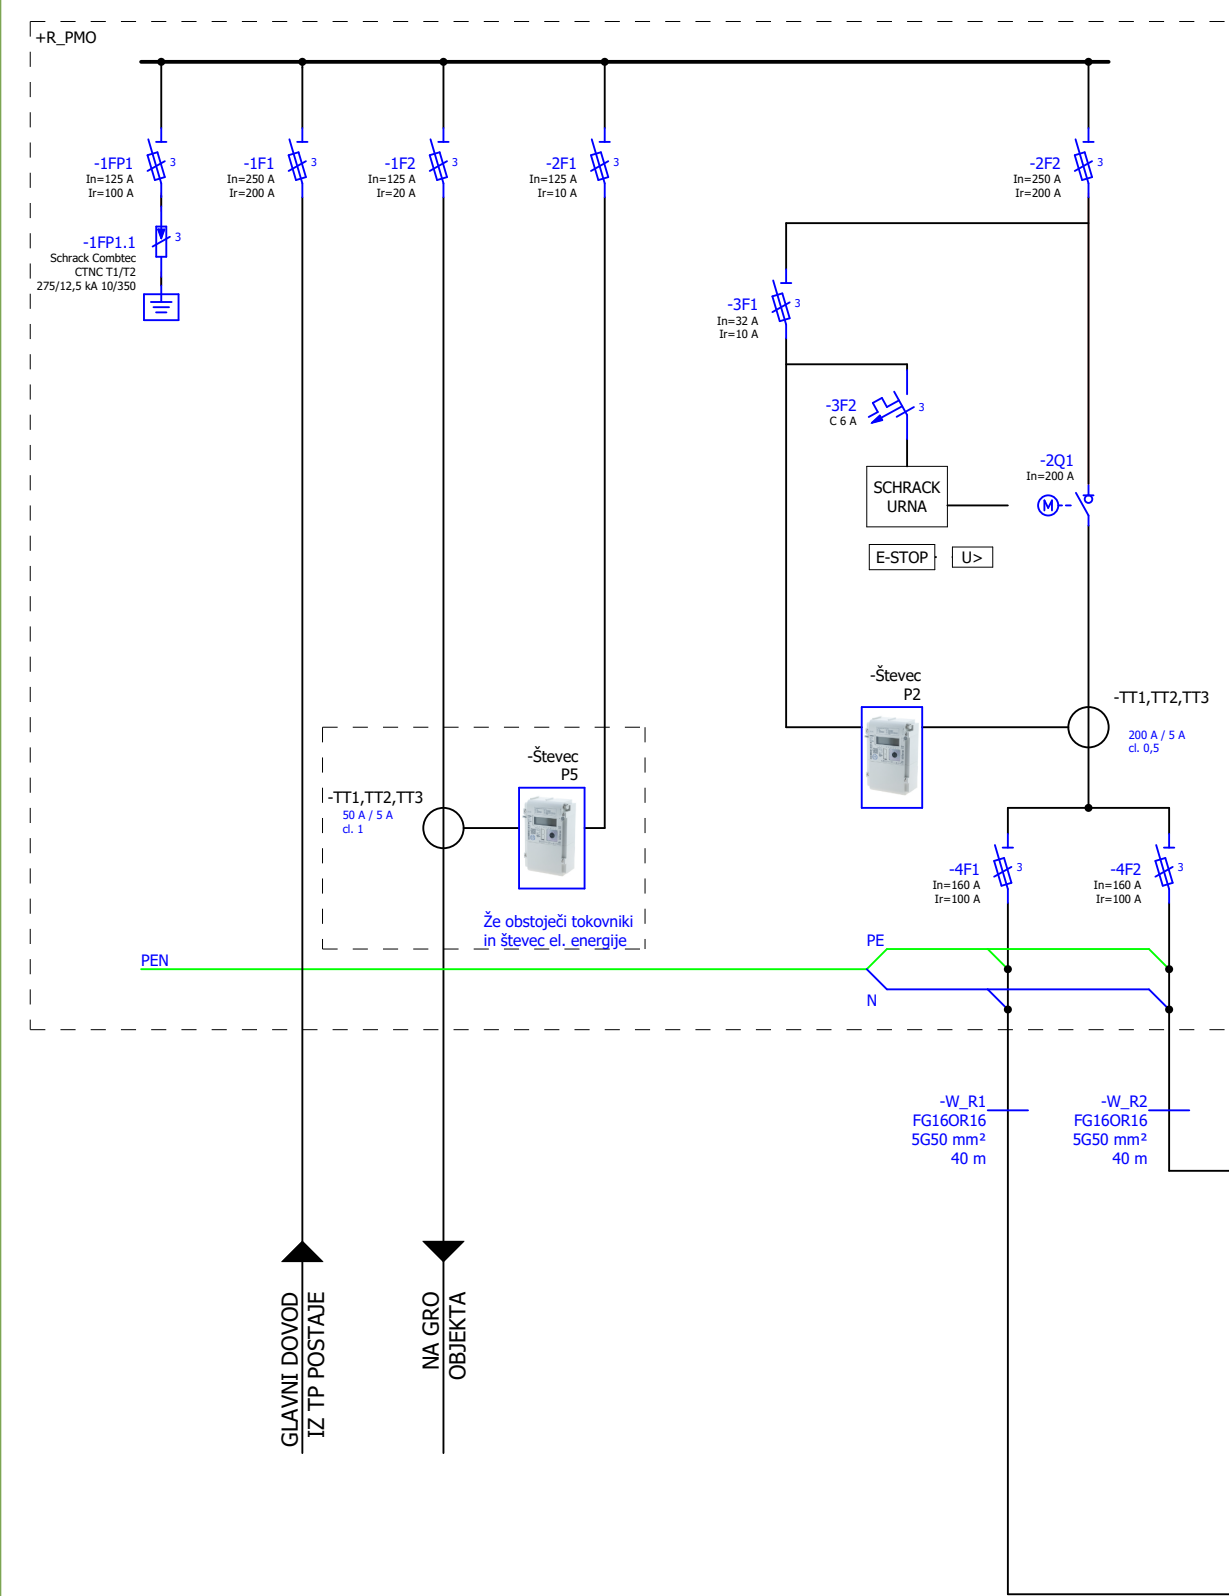 +R_PMO
-1FP1
In=125 A
Ir=100 A
3
-1F1
In=250 A
Ir=200 A
3
-1F2
In=125 A
Ir=20 A
3
-2F1
In=125 A
Ir=10 A
3
-2F2
In=250 A
Ir=200 A
3
-1FP1.1
Schrack Combtec
CTNC T1/T2
275/12,5 kA 10/350
3
-3F1
In=32 A
Ir=10 A
3
-3F2
C 6 A
3
-2Q1
In=200 A
M
SCHRACK
URNA
E-STOP
U>
-Števec
P2
-TT1,TT2,TT3
200 A / 5 A
cl. 0,5
-Števec
P5
-TT1,TT2,TT3
50 A / 5 A
cl. 1
Že obstoječi tokovniki
in števec el. energije
-4F1
In=160 A
Ir=100 A
3
-4F2
In=160 A
Ir=100 A
3
PEN
PE
N
-W_R1
FG16OR16
5G50 mm²
40 m
-W_R2
FG16OR16
5G50 mm²
40 m
GLAVNI DOVOD
IZ TP POSTAJE
NA GRO
OBJEKTA